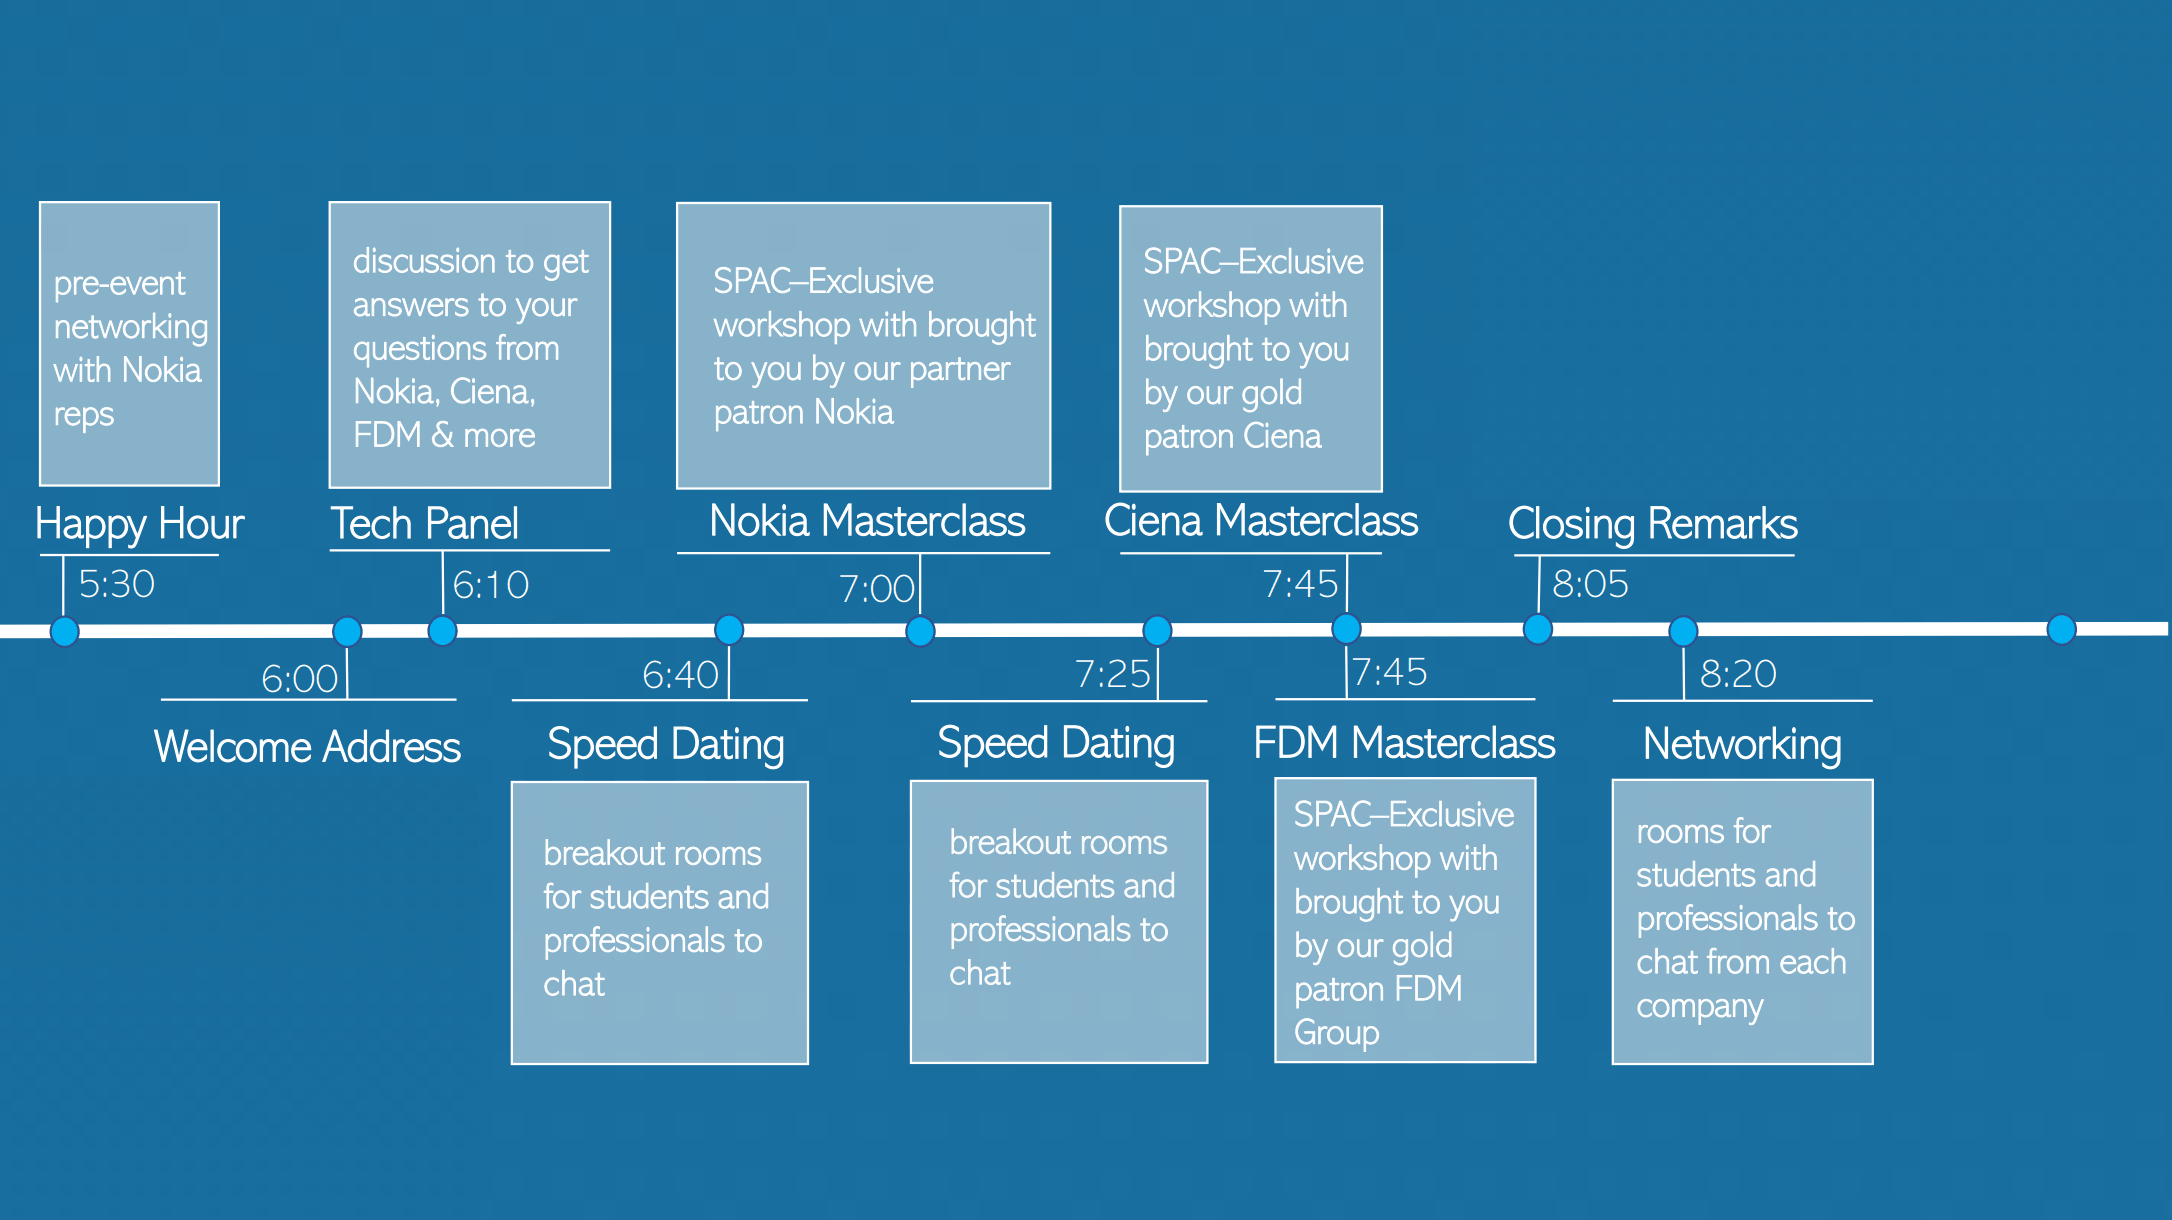 pre-event
networking
with Nokia
reps
Happy Hour
5:30
6:00
Welcome Address
discussion to get
answers to your
questions from
Nokia, Ciena,
FDM & more
Tech Panel
6:10
6:40
Speed Dating
breakout rooms
for students and
professionals to
chat
SPAC–Exclusive
workshop with brought
to you by our partner
patron Nokia
Nokia Masterclass
7:00
7:25
Speed Dating
breakout rooms
for students and
professionals to
chat
SPAC–Exclusive
workshop with
brought to you
by our gold
patron Ciena
Ciena Masterclass
7:45
7:45
FDM Masterclass
SPAC–Exclusive
workshop with
brought to you
by our gold
patron FDM
Group
Closing Remarks
8:05
8:20
Networking
rooms for
students and
professionals to
chat from each
company